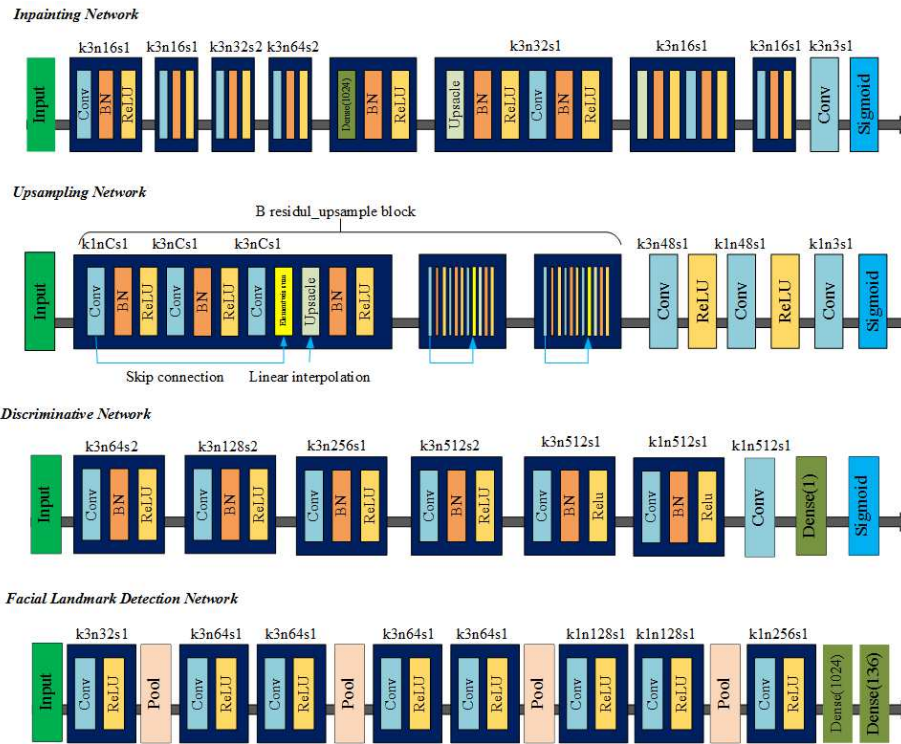 Inpainting Network
k3n16s1 k3n16s1 k3n32s2 k3n64s2 k3n32s1 k3n16s1 k3n16s1 k3n3s1
Input Conv BN ReLU Dense(1024) BN ReLU Upsacle BN ReLU Conv BN ReLU Conv Sigmoid
Upsampling Network
B residul_upsample block
k1nCs1 k3nCs1 k3nCs1 k3n48s1 k1n48s1 k1n3s1
Input Conv BN ReLU Conv BN ReLU Conv Elementwis sum Upsacle BN ReLU Conv ReLU Conv ReLU Conv Sigmoid
Skip connection Linear interpolation
Discriminative Network
k3n64s2 k3n128s2 k3n256s1 k3n512s2 k3n512s1 k1n512s1 k1n512s1
Input Conv BN ReLU Conv BN ReLU Conv BN ReLU Conv BN ReLU Conv BN Relu Conv BN Relu Conv Dense(1) Sigmoid
Facial Landmark Detection Network
k3n32s1 k3n64s1 k3n64s1 k3n64s1 k3n64s1 k1n128s1 k1n128s1 k1n256s1
Input Conv ReLU Pool Conv ReLU Conv ReLU Pool Conv ReLU Conv ReLU Pool Conv ReLU Conv ReLU Pool Conv ReLU Dense(1024) Dense(136)